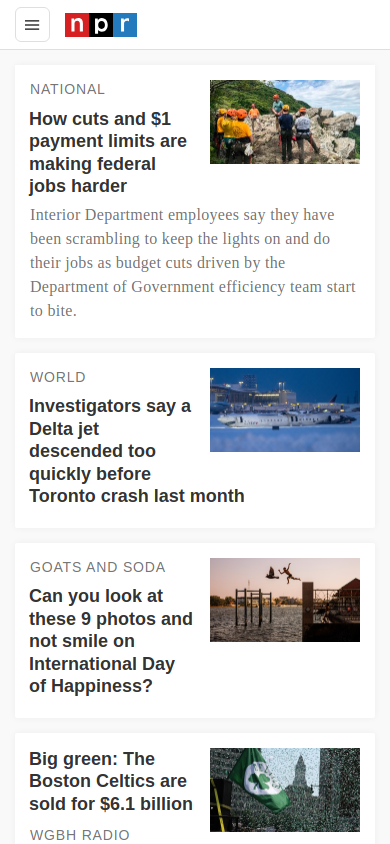 npr
NATIONAL
How cuts and $1
payment limits are
making federal
jobs harder
Interior Department employees say they have
been scrambling to keep the lights on and do
their jobs as budget cuts driven by the
Department of Government efficiency team start
to bite.
WORLD
Investigators say a
Delta jet
descended too
quickly before
Toronto crash last month
GOATS AND SODA
Can you look at
these 9 photos and
not smile on
International Day
of Happiness?
Big green: The
Boston Celtics are
sold for $6.1 billion
WGBH RADIO